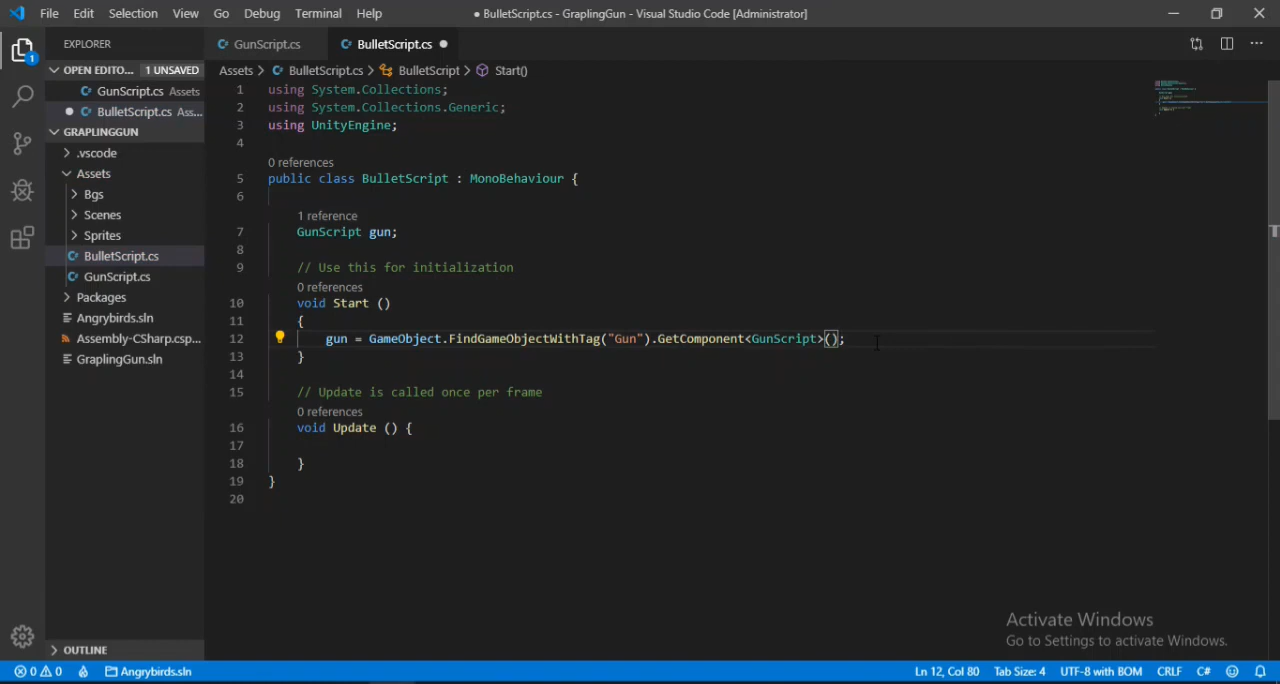 File Edit Selection View Go Debug Terminal Help
● BulletScript.cs - GraplingGun - Visual Studio Code [Administrator]
EXPLORER
OPEN EDITO... 1 UNSAVED
GunScript.cs Assets
● BulletScript.cs Ass...
GRAPLINGGUN
.vscode
Assets
Bgs
Scenes
Sprites
BulletScript.cs
GunScript.cs
Packages
Angrybirds.sln
Assembly-CSharp.csp...
GraplingGun.sln
OUTLINE
1
GunScript.cs BulletScript.cs ●
Assets > BulletScript.cs > BulletScript > Start()
1 using System.Collections;
2 using System.Collections.Generic;
3 using UnityEngine;
4
0 references
5 public class BulletScript : MonoBehaviour {
6
1 reference
7 GunScript gun;
8
9 // Use this for initialization
0 references
10 void Start ()
11 {
12 gun = GameObject.FindGameObjectWithTag("Gun").GetComponent<GunScript>();
13 }
14
15 // Update is called once per frame
0 references
16 void Update () {
17
18 }
19 }
20
Activate Windows
Go to Settings to activate Windows.
0 0 Angrybirds.sln
Ln 12, Col 80 Tab Size: 4 UTF-8 with BOM CRLF C#